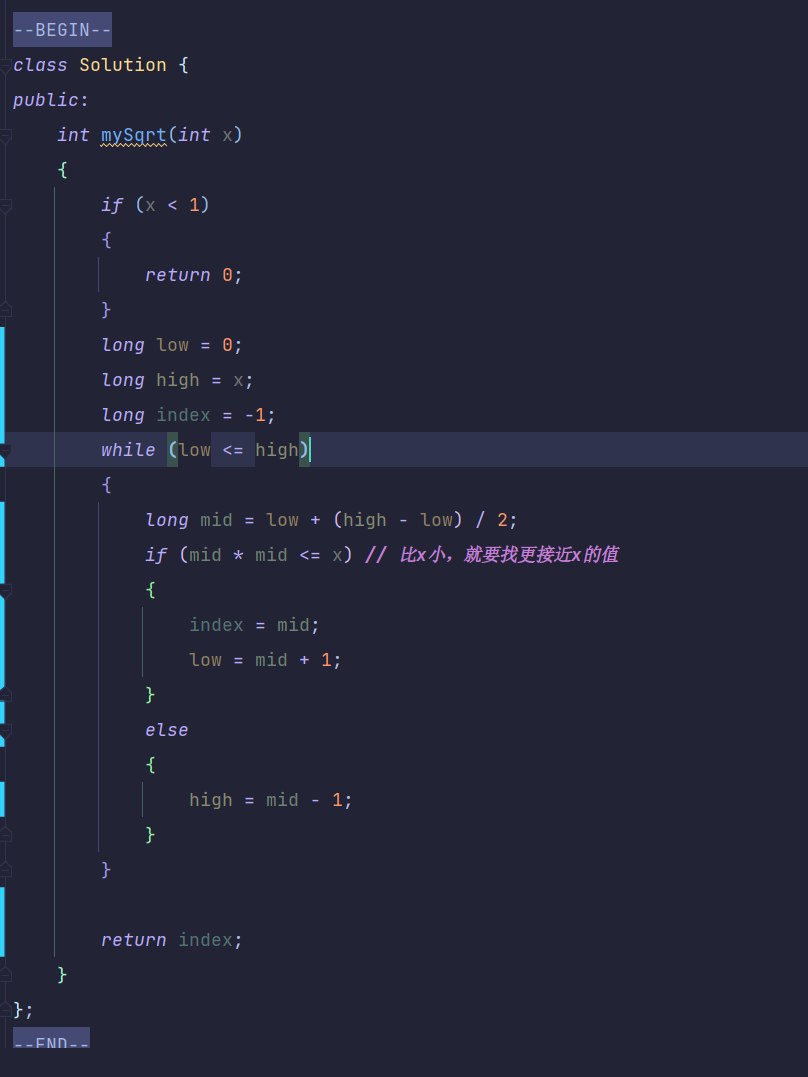 --BEGIN--
class Solution {
public:
    int mySqrt(int x)
    {
        if (x < 1)
        {
            return 0;
        }
        long low = 0;
        long high = x;
        long index = -1;
        while (low <= high)
        {
            long mid = low + (high - low) / 2;
            if (mid * mid <= x) // 比x小，就要找更接近x的值
            {
                index = mid;
                low = mid + 1;
            }
            else
            {
                high = mid - 1;
            }
        }

        return index;
    }
};
--END--